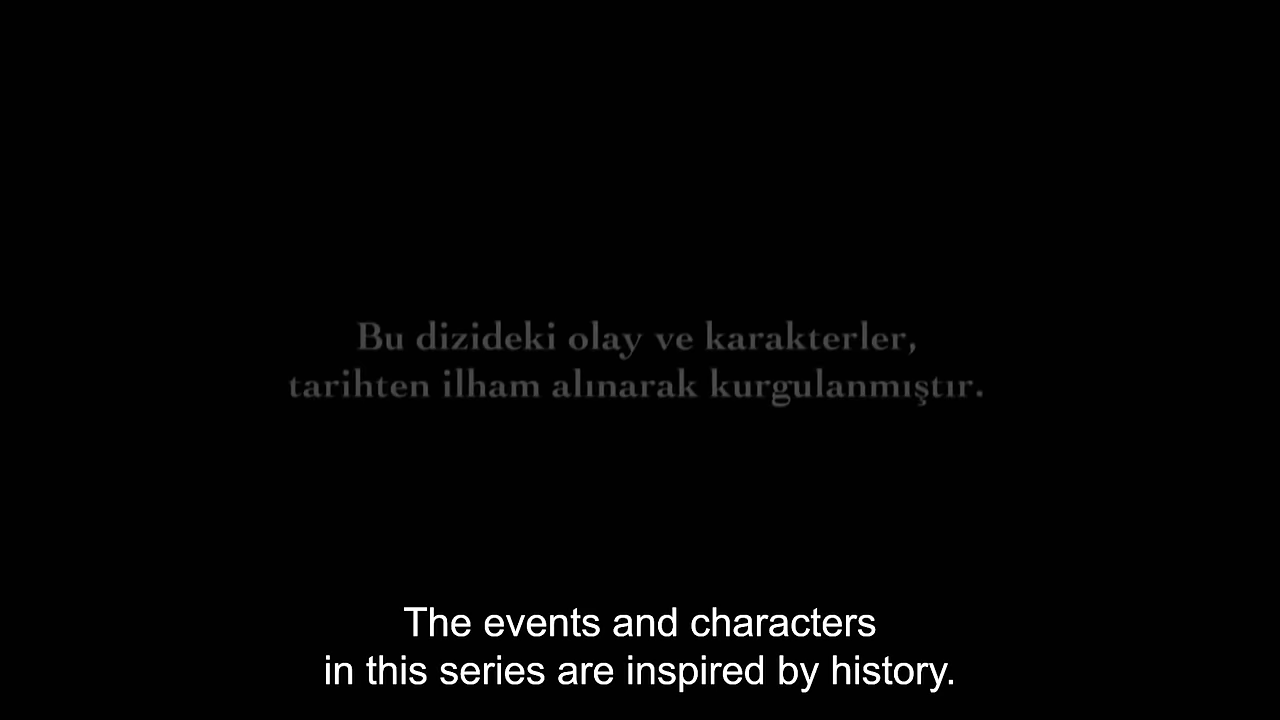 Bu dizideki olay ve karakterler,
tarihten ilham alınarak kurgulanmıştır.
The events and characters
in this series are inspired by history.